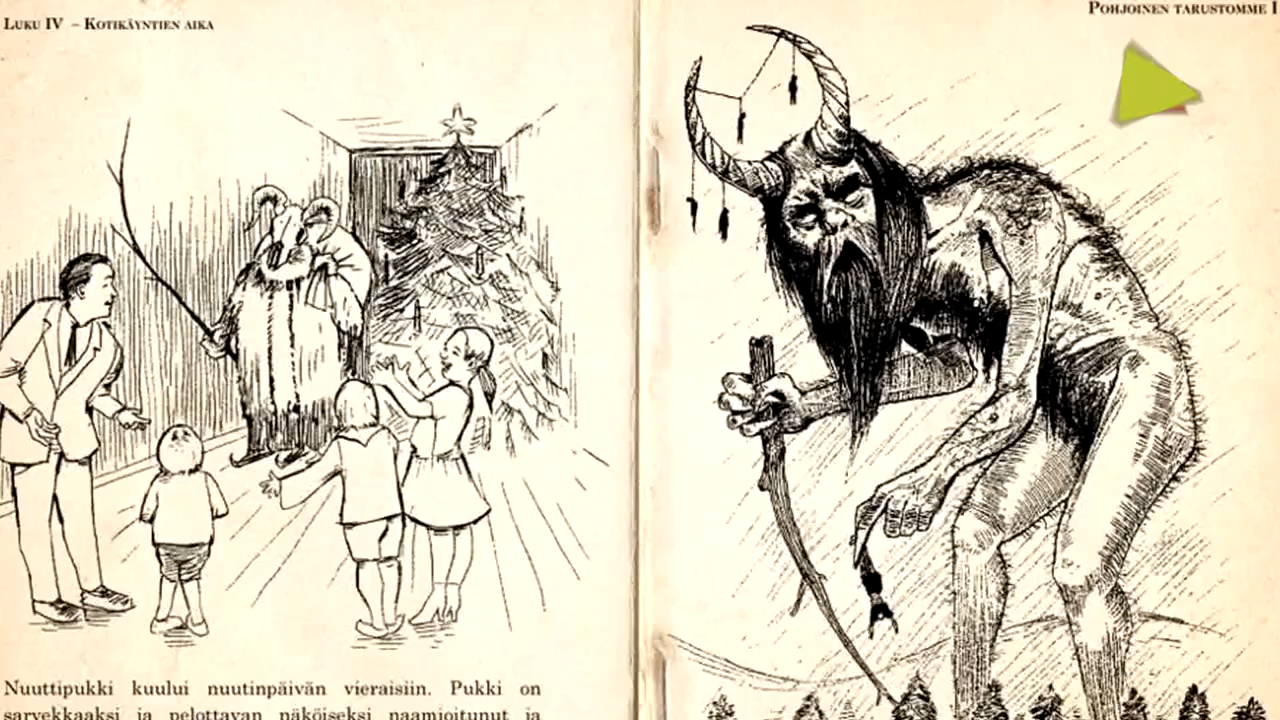 Luku IV – Kotikäyntien aika
Pohjoinen tarustomme I
Nuuttipukki kuului nuutinpäivän vieraisiin. Pukki on
sarvekkaaksi ja pelottavan näköiseksi naamioitunut ja